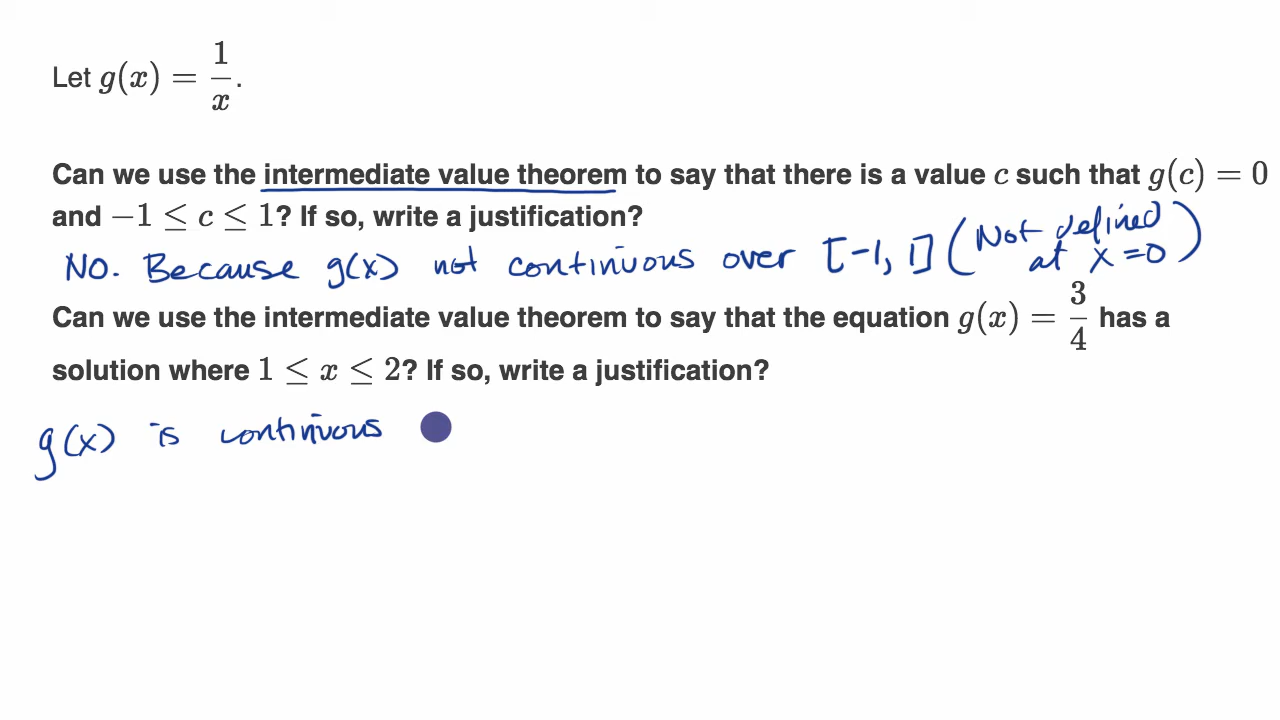 Let g(x) = 1/x.
Can we use the intermediate value theorem to say that there is a value c such that g(c) = 0
and −1 ≤ c ≤ 1? If so, write a justification?
NO. Because g(x) not continuous over [-1, 1] (Not defined at x=0)
Can we use the intermediate value theorem to say that the equation g(x) = 3/4 has a
solution where 1 ≤ x ≤ 2? If so, write a justification?
g(x) is continuous